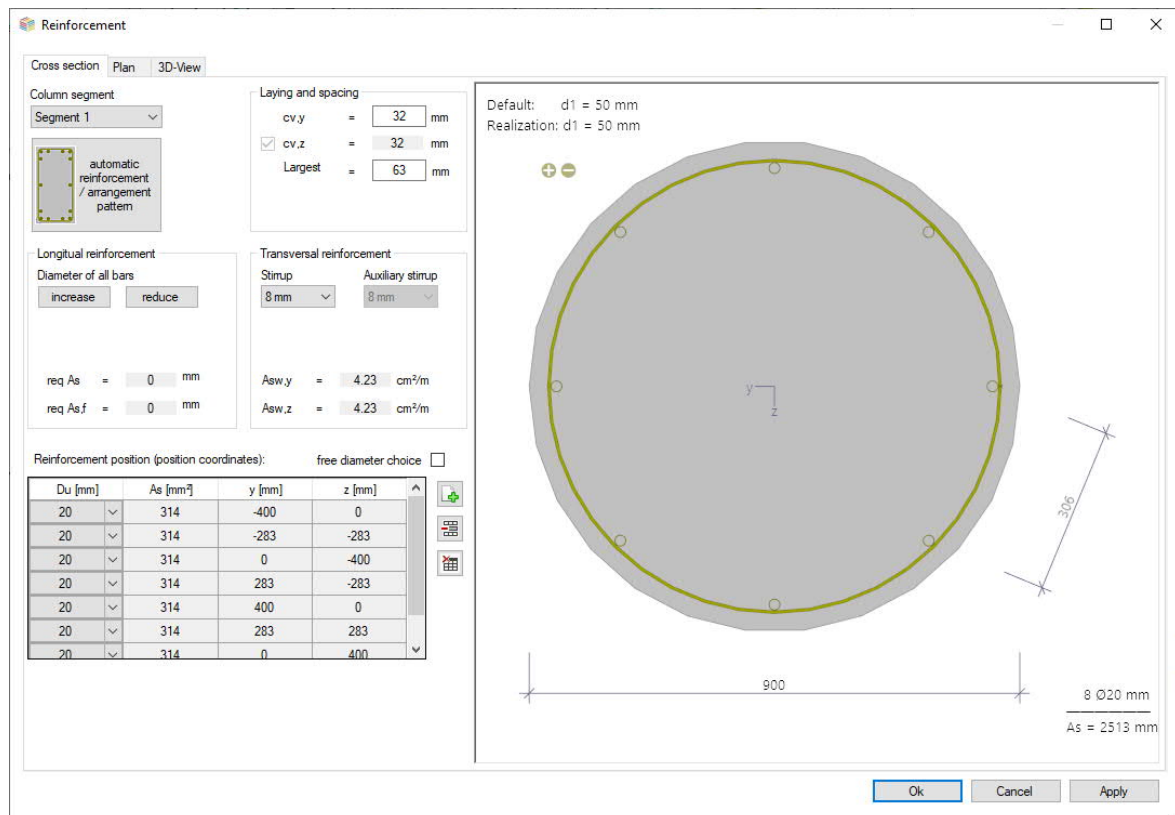 Reinforcement
Cross section Plan 3D-View
Column segment
Segment 1
automatic
reinforcement
/ arrangement
pattern
Laying and spacing
cv,y = 32 mm
cv,z = 32 mm
Largest = 63 mm
Longitual reinforcement
Diameter of all bars
increase reduce
req As = 0 mm
req As,f = 0 mm
Transversal reinforcement
Stirrup Auxiliary stirrup
8 mm 8 mm
Asw,y = 4.23 cm²/m
Asw,z = 4.23 cm²/m
Reinforcement position (position coordinates): free diameter choice
Du [mm] As [mm²] y [mm] z [mm]
20 314 -400 0
20 314 -283 -283
20 314 0 -400
20 314 283 -283
20 314 400 0
20 314 283 283
20 314 0 400
Default: d1 = 50 mm
Realization: d1 = 50 mm
y
z
306
900
8 Ø20 mm
As = 2513 mm
Ok Cancel Apply